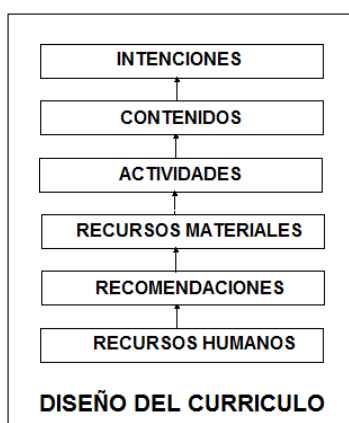 INTENCIONES
CONTENIDOS
ACTIVIDADES
RECURSOS MATERIALES
RECOMENDACIONES
RECURSOS HUMANOS
DISEÑO DEL CURRICULO